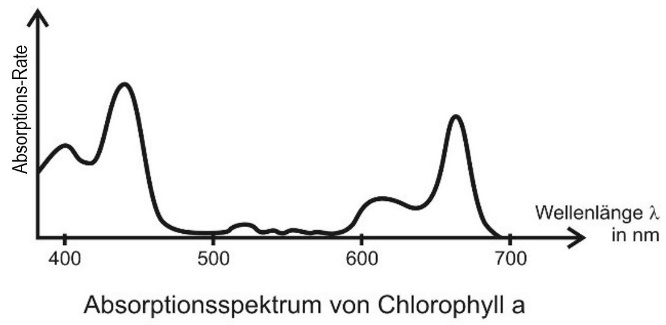 Absorptions-Rate
Wellenlänge λ
in nm
400
500
600
700
Absorptionsspektrum von Chlorophyll a